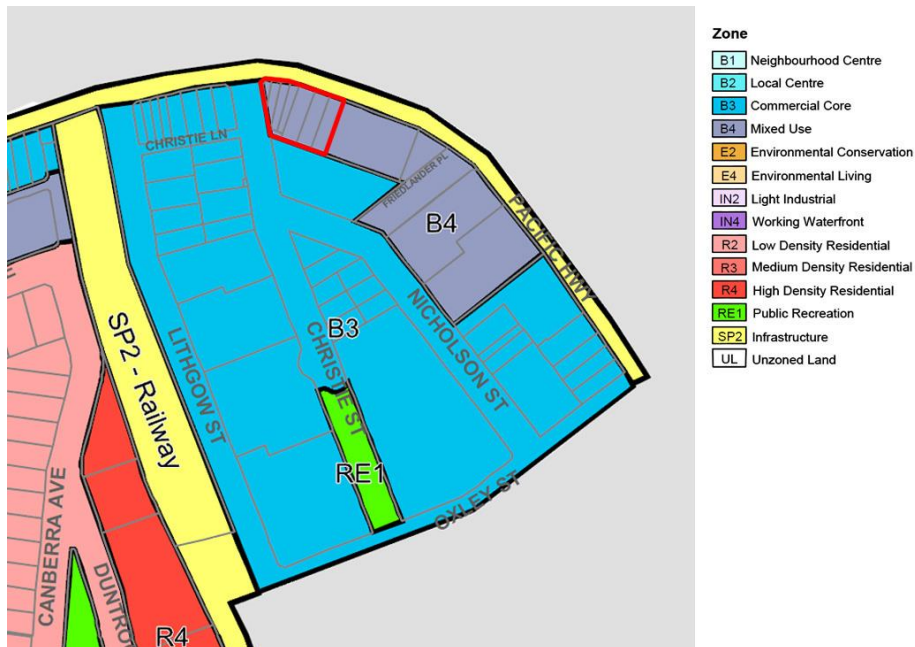 CHRISTIE LN
FRIEDLANDER PL
B4
PACIFIC HWY
SP2 - Railway
LITHGOW ST
B3
CHRISTIE ST
NICHOLSON ST
RE1
OXLEY ST
CANBERRA AVE
DUNTRO
R4
Zone
B1 Neighbourhood Centre
B2 Local Centre
B3 Commercial Core
B4 Mixed Use
E2 Environmental Conservation
E4 Environmental Living
IN2 Light Industrial
IN4 Working Waterfront
R2 Low Density Residential
R3 Medium Density Residential
R4 High Density Residential
RE1 Public Recreation
SP2 Infrastructure
UL Unzoned Land